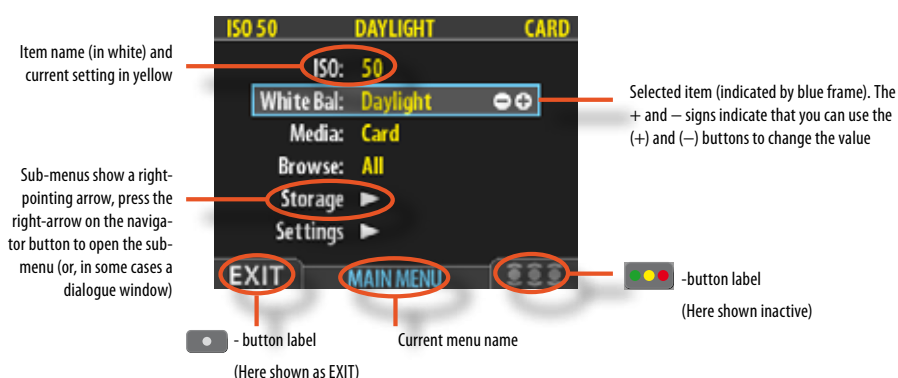 ISO 50 DAYLIGHT CARD
Item name (in white) and
current setting in yellow
ISO: 50
White Bal: Daylight
Selected item (indicated by blue frame). The
+ and – signs indicate that you can use the
(+) and (–) buttons to change the value
Media: Card
Browse: All
Sub-menus show a right-
pointing arrow, press the
right-arrow on the naviga-
tor button to open the sub-
menu (or, in some cases a
dialogue window)
Storage
Settings
EXIT MAIN MENU
-button label
(Here shown inactive)
- button label
(Here shown as EXIT)
Current menu name